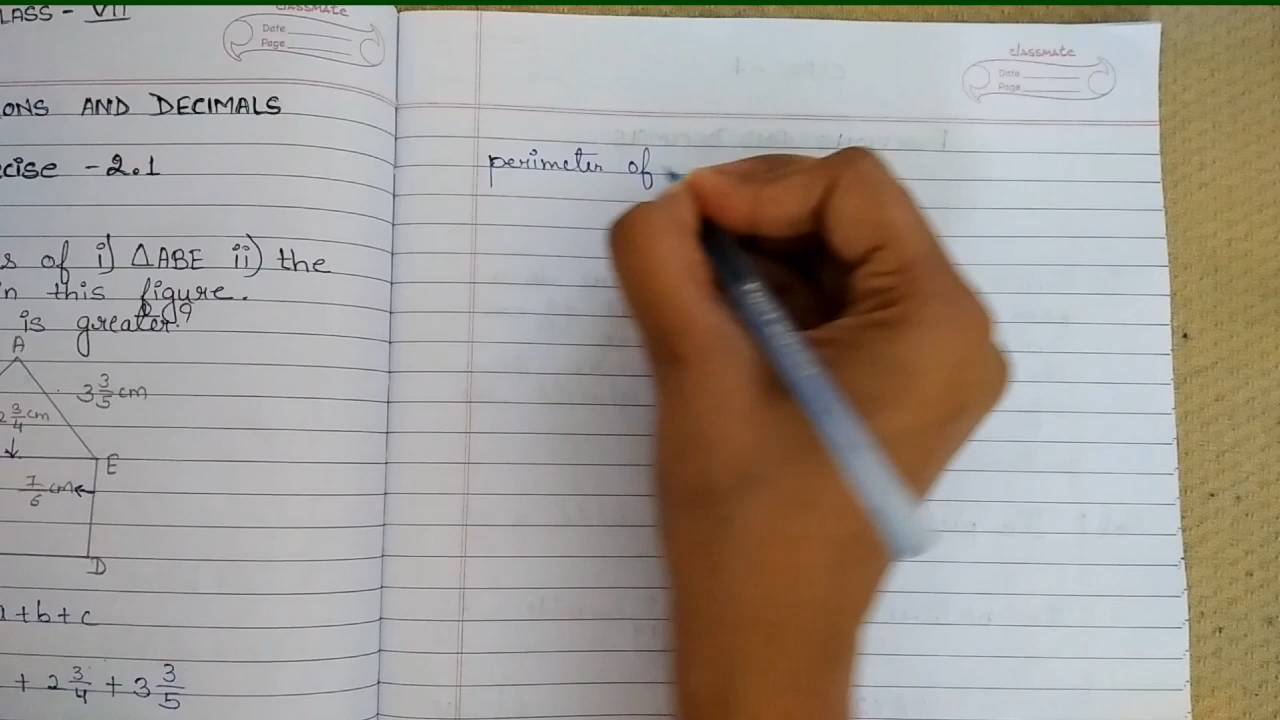 LASS - VII
classmate
Date
Page
ONS AND DECIMALS
cise - 2.1
s of i) △ABE ii) the
n this figure.
is greater?
A
3 3/5 cm
2 3/4 cm
E
7/6 cm
D
a + b + c
+ 2 3/4 + 3 3/5
classmate
Date
Page
perimeter of